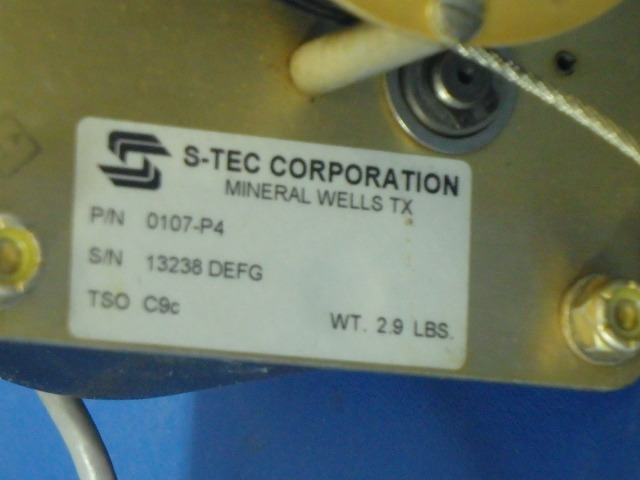 S-TEC CORPORATION
MINERAL WELLS TX
P/N 0107-P4
S/N 13238 DEFG
TSO C9c
WT. 2.9 LBS.